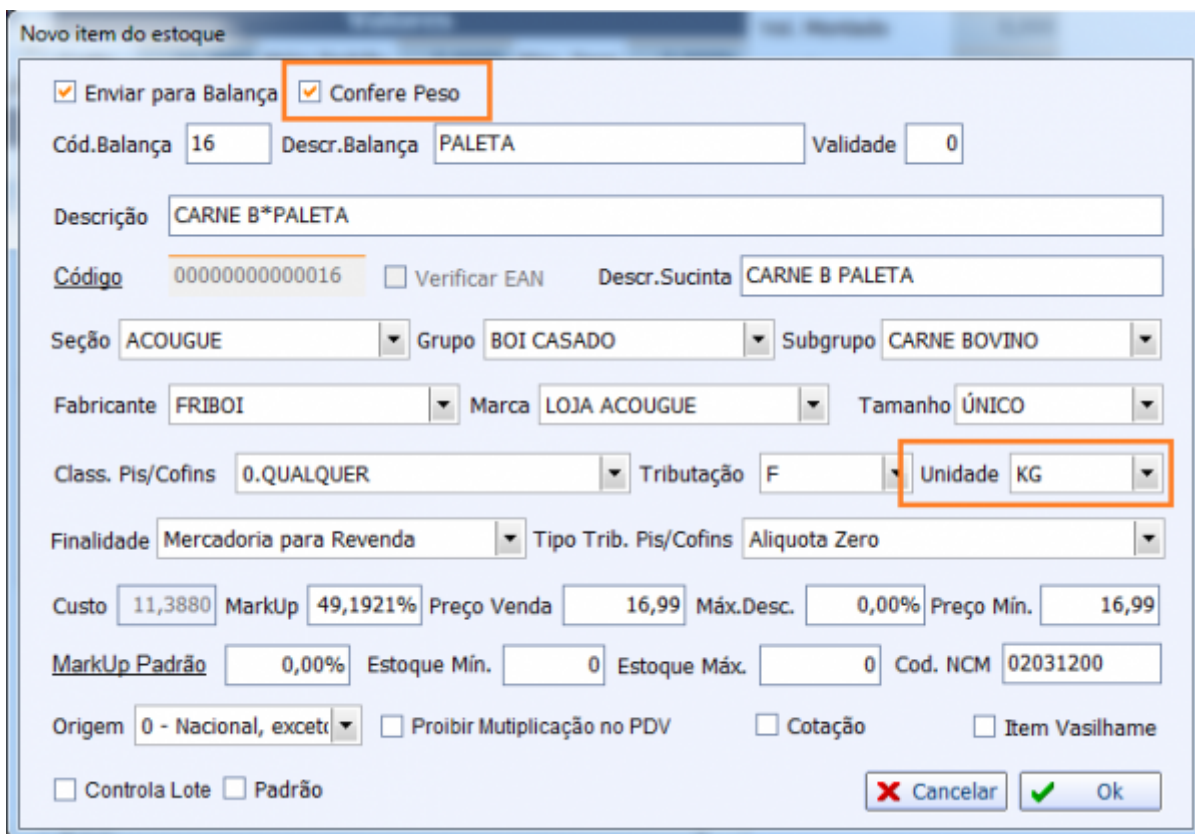 Valores
Novo item do estoque
Enviar para Balança Confere Peso
Cód.Balança 16 Descr.Balança PALETA Validade 0
Descrição CARNE B*PALETA
Código 00000000000016 Verificar EAN Descr.Sucinta CARNE B PALETA
Seção ACOUGUE Grupo BOI CASADO Subgrupo CARNE BOVINO
Fabricante FRIBOI Marca LOJA ACOUGUE Tamanho ÚNICO
Class. Pis/Cofins 0.QUALQUER Tributação F Unidade KG
Finalidade Mercadoria para Revenda Tipo Trib. Pis/Cofins Aliquota Zero
Custo 11,3880 MarkUp 49,1921% Preço Venda 16,99 Máx.Desc. 0,00% Preço Mín. 16,99
MarkUp Padrão 0,00% Estoque Mín. 0 Estoque Máx. 0 Cod. NCM 02031200
Origem 0 - Nacional, exceto Proibir Mutiplicação no PDV Cotação Item Vasilhame
Controla Lote Padrão Cancelar Ok